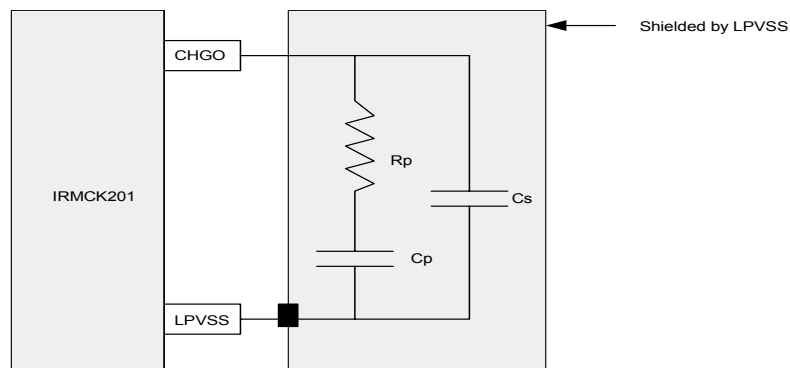 Shielded by LPVSS
CHGO
Rp
IRMCK201
Cs
Cp
LPVSS